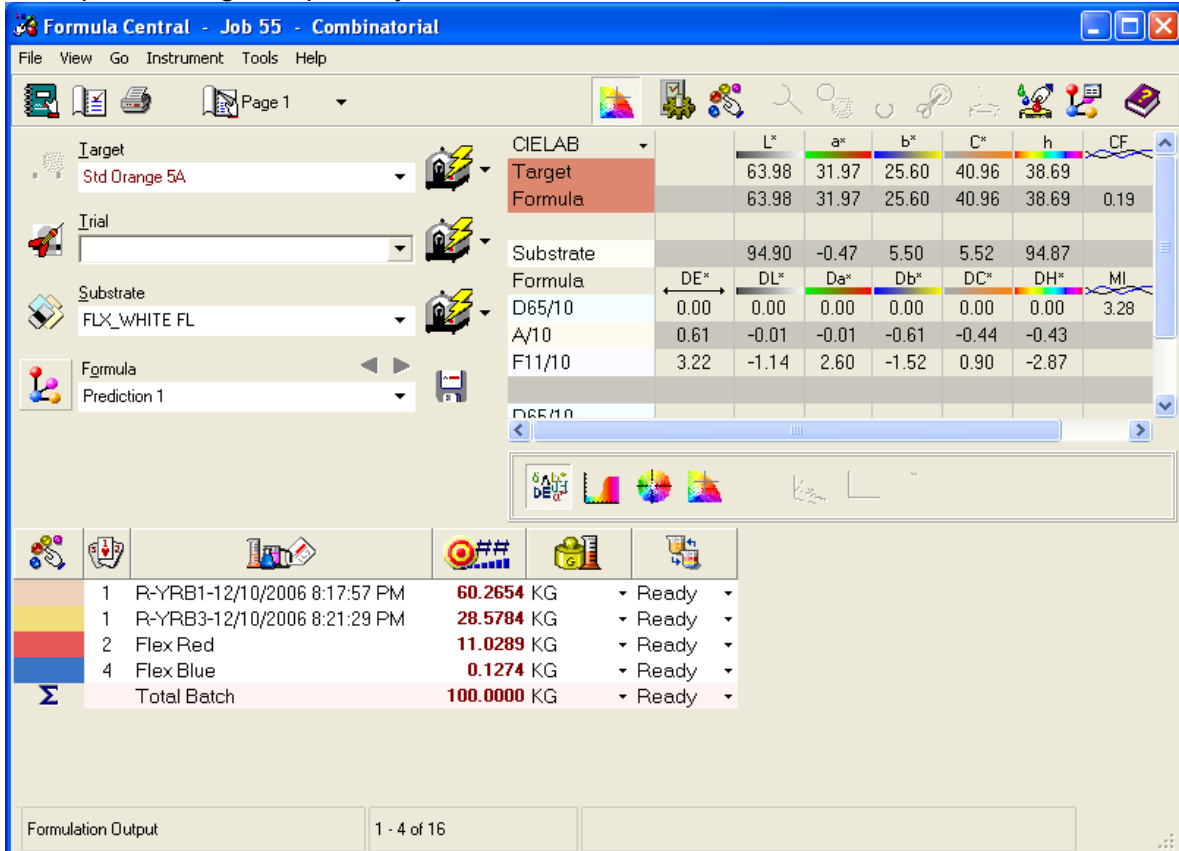 Formula Central - Job 55 - Combinatorial
File View Go Instrument Tools Help
Page 1
Target
Std Orange 5A
Trial
Substrate
FLX_WHITE FL
Formula
Prediction 1
CIELAB L* a* b* C* h CF
Target 63.98 31.97 25.60 40.96 38.69
Formula 63.98 31.97 25.60 40.96 38.69 0.19
Substrate 94.90 -0.47 5.50 5.52 94.87
Formula DE* DL* Da* Db* DC* DH* MI
D65/10 0.00 0.00 0.00 0.00 0.00 0.00 3.28
A/10 0.61 -0.01 -0.01 -0.61 -0.44 -0.43
F11/10 3.22 -1.14 2.60 -1.52 0.90 -2.87
D65/10
##
1 R-YRB1-12/10/2006 8:17:57 PM 60.2654 KG Ready
1 R-YRB3-12/10/2006 8:21:29 PM 28.5784 KG Ready
2 Flex Red 11.0289 KG Ready
4 Flex Blue 0.1274 KG Ready
Σ Total Batch 100.0000 KG Ready
Formulation Output 1 - 4 of 16